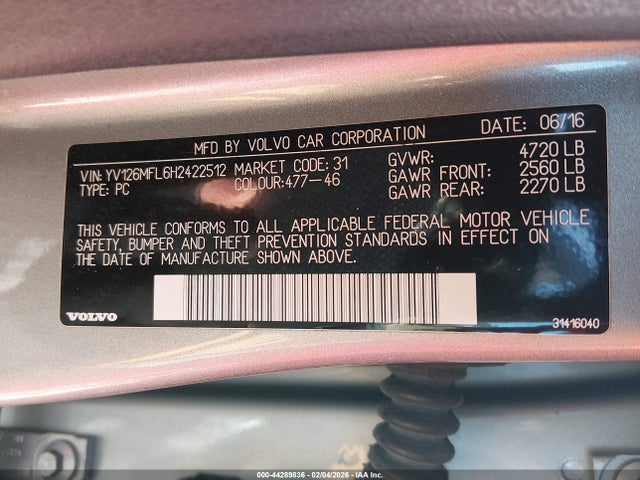 MFD BY VOLVO CAR CORPORATION DATE: 06/16
VIN: YV126MFL6H2422512 MARKET CODE: 31 GVWR: 4720 LB
TYPE: PC COLOUR:477-46 GAWR FRONT: 2560 LB
GAWR REAR: 2270 LB
THIS VEHICLE CONFORMS TO ALL APPLICABLE FEDERAL MOTOR VEHICLE
SAFETY, BUMPER AND THEFT PREVENTION STANDARDS IN EFFECT ON
THE DATE OF MANUFACTURE SHOWN ABOVE.
VOLVO 31416040
000-44289836 - 02/04/2026 - IAA Inc.